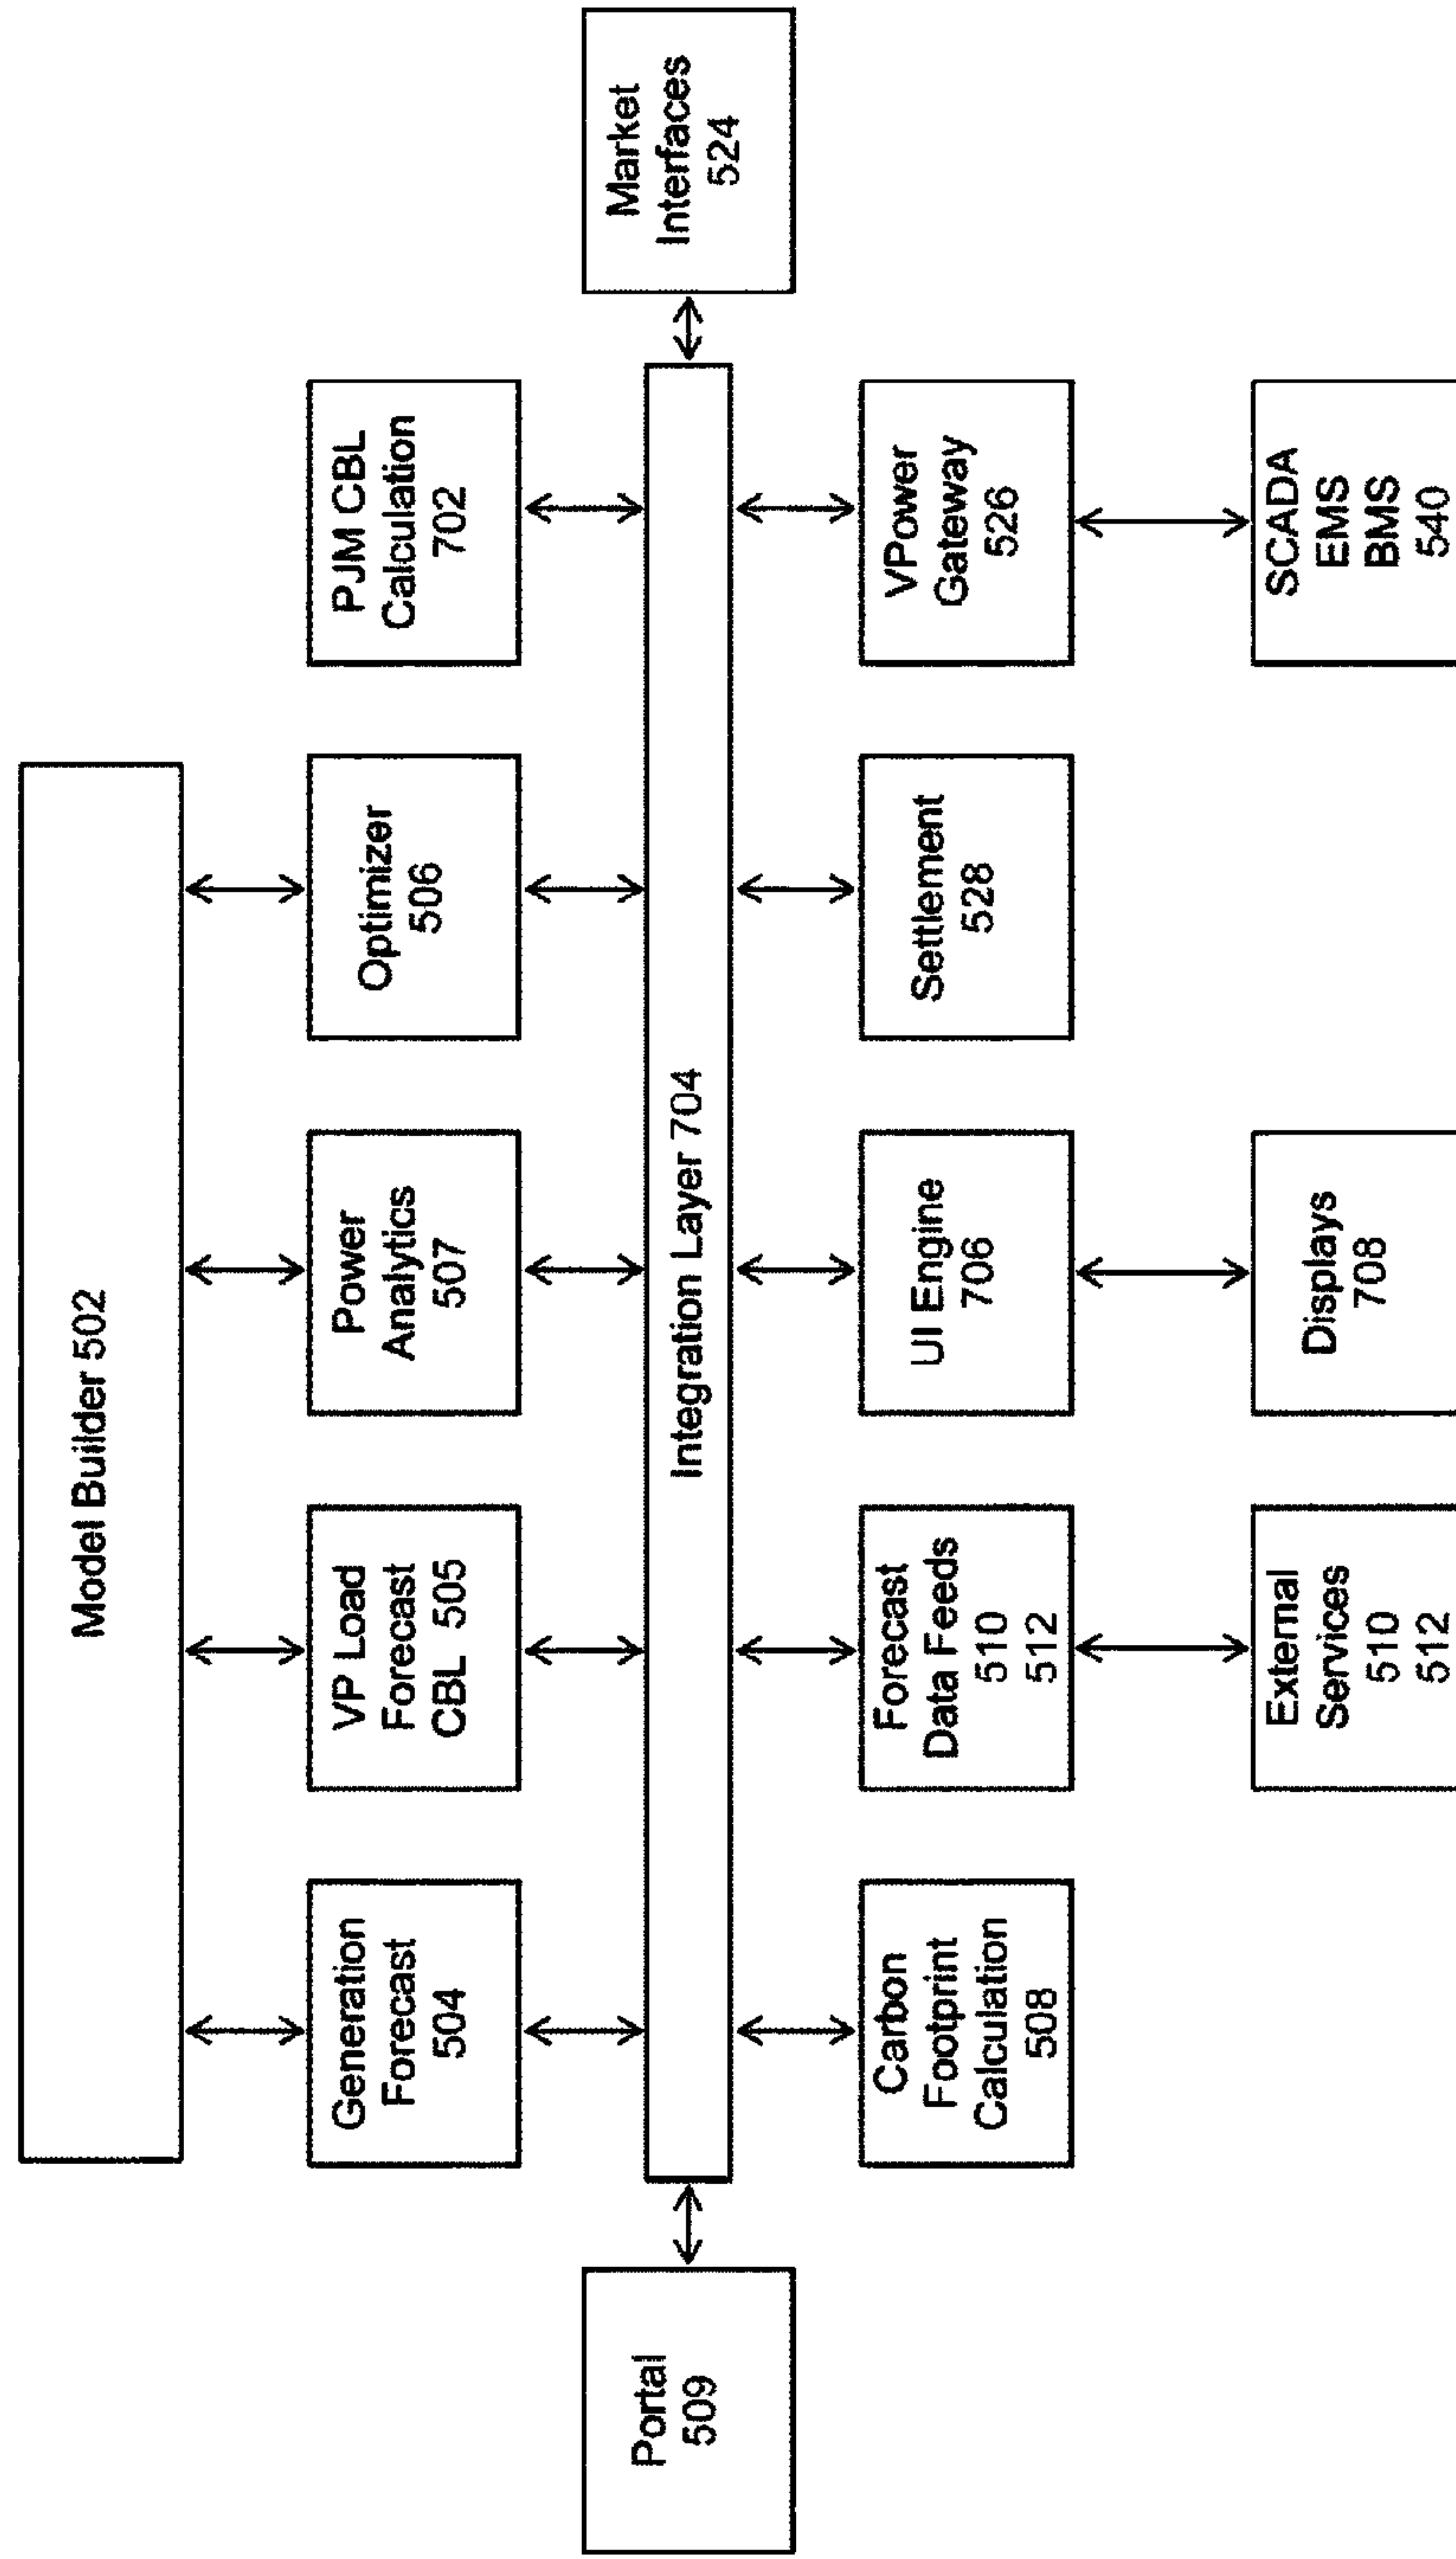 Model Builder 502
Generation
Forecast
504
VP Load
Forecast
CBL 505
Power
Analytics
507
Optimizer
506
PJM CBL
Calculation
702
Portal
509
Integration Layer 704
Market
Interfaces
524
Carbon
Footprint
Calculation
508
Forecast
Data Feeds
510
512
UI Engine
706
Settlement
528
VPower
Gateway
526
External
Services
510
512
Displays
708
SCADA
EMS
BMS
540